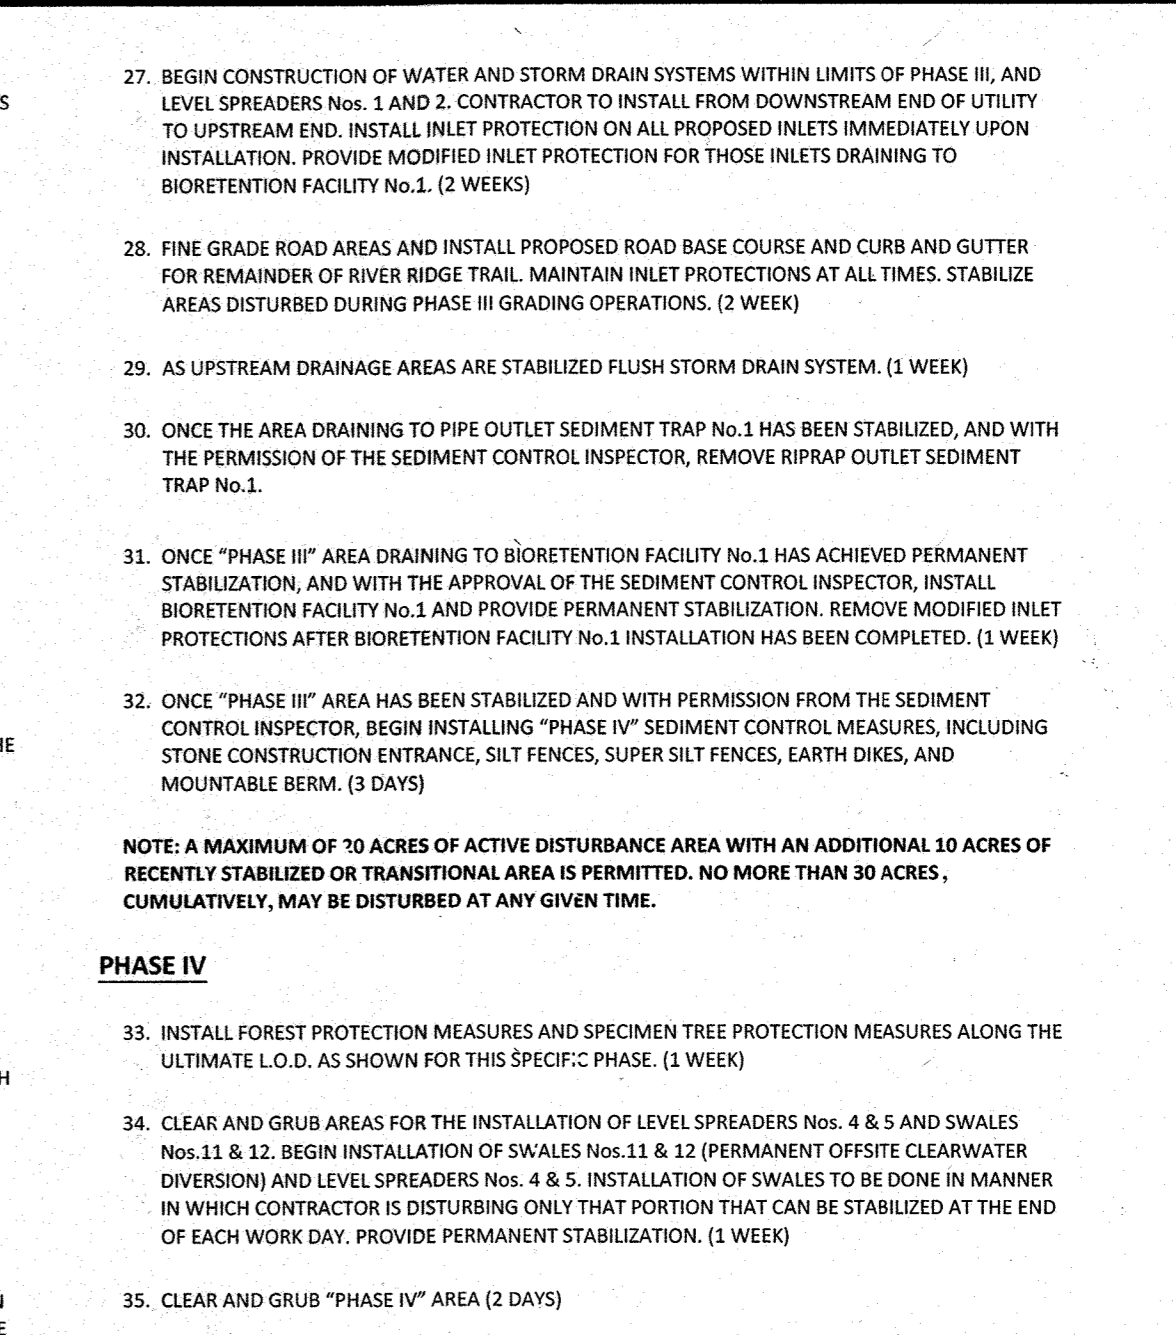 27. BEGIN CONSTRUCTION OF WATER AND STORM DRAIN SYSTEMS WITHIN LIMITS OF PHASE III, AND
LEVEL SPREADERS Nos. 1 AND 2. CONTRACTOR TO INSTALL FROM DOWNSTREAM END OF UTILITY
TO UPSTREAM END. INSTALL INLET PROTECTION ON ALL PROPOSED INLETS IMMEDIATELY UPON
INSTALLATION. PROVIDE MODIFIED INLET PROTECTION FOR THOSE INLETS DRAINING TO
BIORETENTION FACILITY No.1. (2 WEEKS)
28. FINE GRADE ROAD AREAS AND INSTALL PROPOSED ROAD BASE COURSE AND CURB AND GUTTER
FOR REMAINDER OF RIVER RIDGE TRAIL. MAINTAIN INLET PROTECTIONS AT ALL TIMES. STABILIZE
AREAS DISTURBED DURING PHASE III GRADING OPERATIONS. (2 WEEK)
29. AS UPSTREAM DRAINAGE AREAS ARE STABILIZED FLUSH STORM DRAIN SYSTEM. (1 WEEK)
30. ONCE THE AREA DRAINING TO PIPE OUTLET SEDIMENT TRAP No.1 HAS BEEN STABILIZED, AND WITH
THE PERMISSION OF THE SEDIMENT CONTROL INSPECTOR, REMOVE RIPRAP OUTLET SEDIMENT
TRAP No.1.
31. ONCE "PHASE III" AREA DRAINING TO BIORETENTION FACILITY No.1 HAS ACHIEVED PERMANENT
STABILIZATION, AND WITH THE APPROVAL OF THE SEDIMENT CONTROL INSPECTOR, INSTALL
BIORETENTION FACILITY No.1 AND PROVIDE PERMANENT STABILIZATION. REMOVE MODIFIED INLET
PROTECTIONS AFTER BIORETENTION FACILITY No.1 INSTALLATION HAS BEEN COMPLETED. (1 WEEK)
32. ONCE "PHASE III" AREA HAS BEEN STABILIZED AND WITH PERMISSION FROM THE SEDIMENT
CONTROL INSPECTOR, BEGIN INSTALLING "PHASE IV" SEDIMENT CONTROL MEASURES, INCLUDING
STONE CONSTRUCTION ENTRANCE, SILT FENCES, SUPER SILT FENCES, EARTH DIKES, AND
MOUNTABLE BERM. (3 DAYS)
NOTE: A MAXIMUM OF 20 ACRES OF ACTIVE DISTURBANCE AREA WITH AN ADDITIONAL 10 ACRES OF
RECENTLY STABILIZED OR TRANSITIONAL AREA IS PERMITTED. NO MORE THAN 30 ACRES,
CUMULATIVELY, MAY BE DISTURBED AT ANY GIVEN TIME.
PHASE IV
33. INSTALL FOREST PROTECTION MEASURES AND SPECIMEN TREE PROTECTION MEASURES ALONG THE
ULTIMATE L.O.D. AS SHOWN FOR THIS SPECIFIC PHASE. (1 WEEK)
34. CLEAR AND GRUB AREAS FOR THE INSTALLATION OF LEVEL SPREADERS Nos. 4 & 5 AND SWALES
Nos.11 & 12. BEGIN INSTALLATION OF SWALES Nos.11 & 12 (PERMANENT OFFSITE CLEARWATER
DIVERSION) AND LEVEL SPREADERS Nos. 4 & 5. INSTALLATION OF SWALES TO BE DONE IN MANNER
IN WHICH CONTRACTOR IS DISTURBING ONLY THAT PORTION THAT CAN BE STABILIZED AT THE END
OF EACH WORK DAY. PROVIDE PERMANENT STABILIZATION. (1 WEEK)
35. CLEAR AND GRUB "PHASE IV" AREA (2 DAYS)